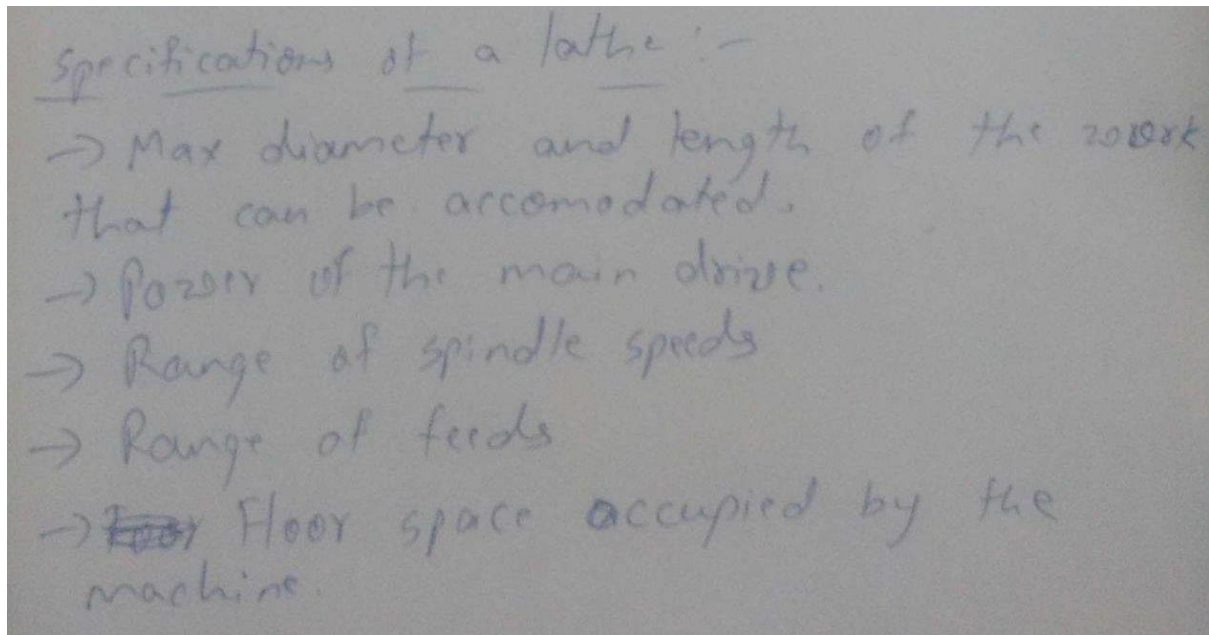 Specifications of a lathe :-
→ Max diameter and length of the work
that can be accomodated.
→ Power of the main drive.
→ Range of spindle speeds
→ Range of feeds
→ Floor space accupied by the
machine.